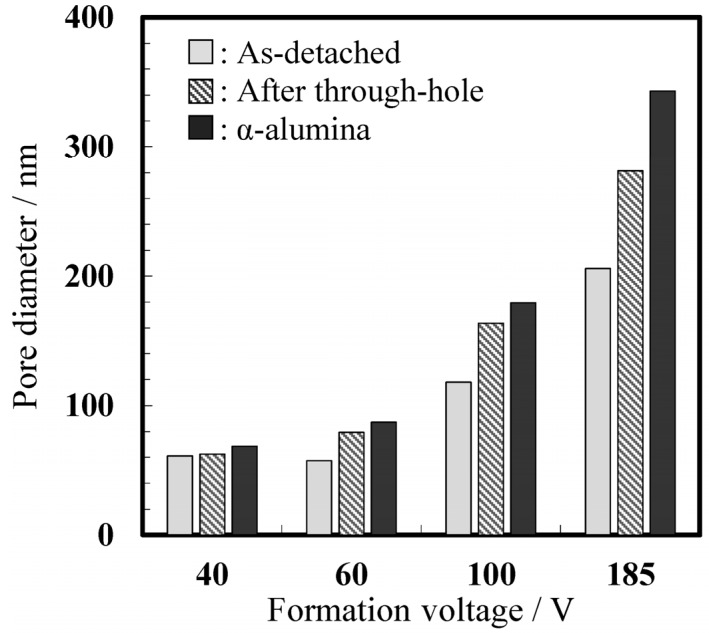 400
300
200
100
0
Pore diameter / nm
: As-detached
: After through-hole
: α-alumina
40 60 100 185
Formation voltage / V